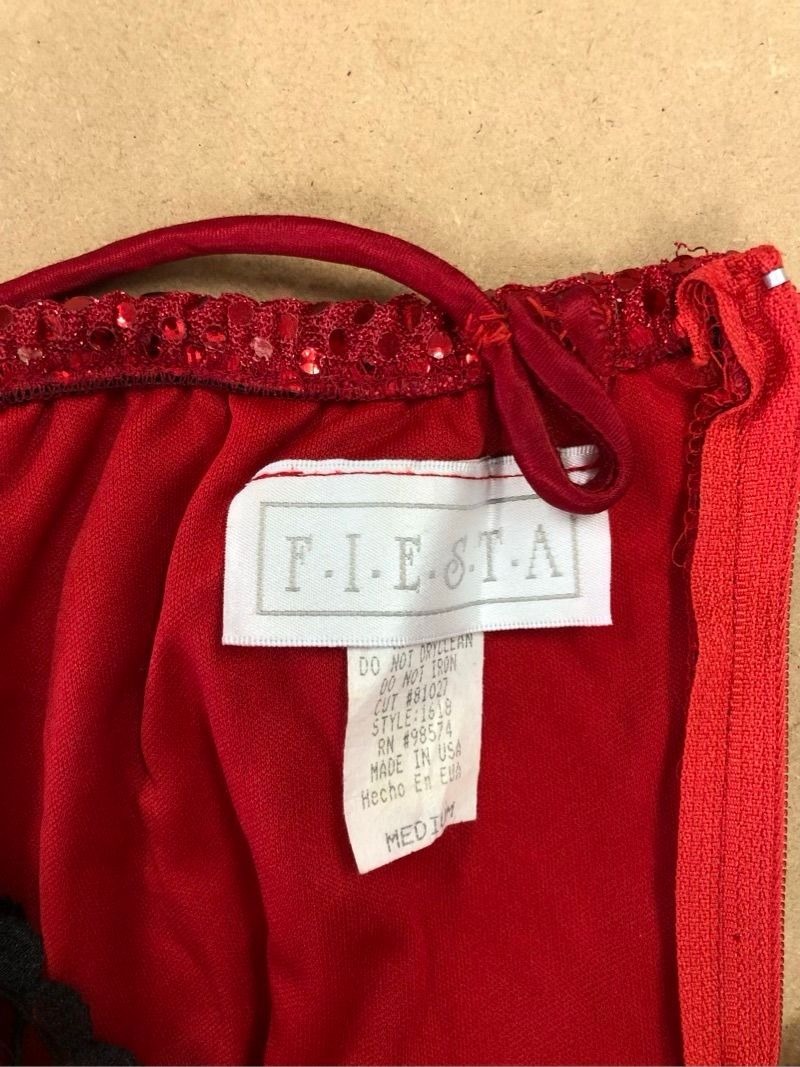 F.I.E.S.T.A
DO NOT DRYCLEAN
DO NOT IRON
CUT #81027
STYLE:1618
RN #98574
MADE IN USA
Hecho En EUA
MEDIUM